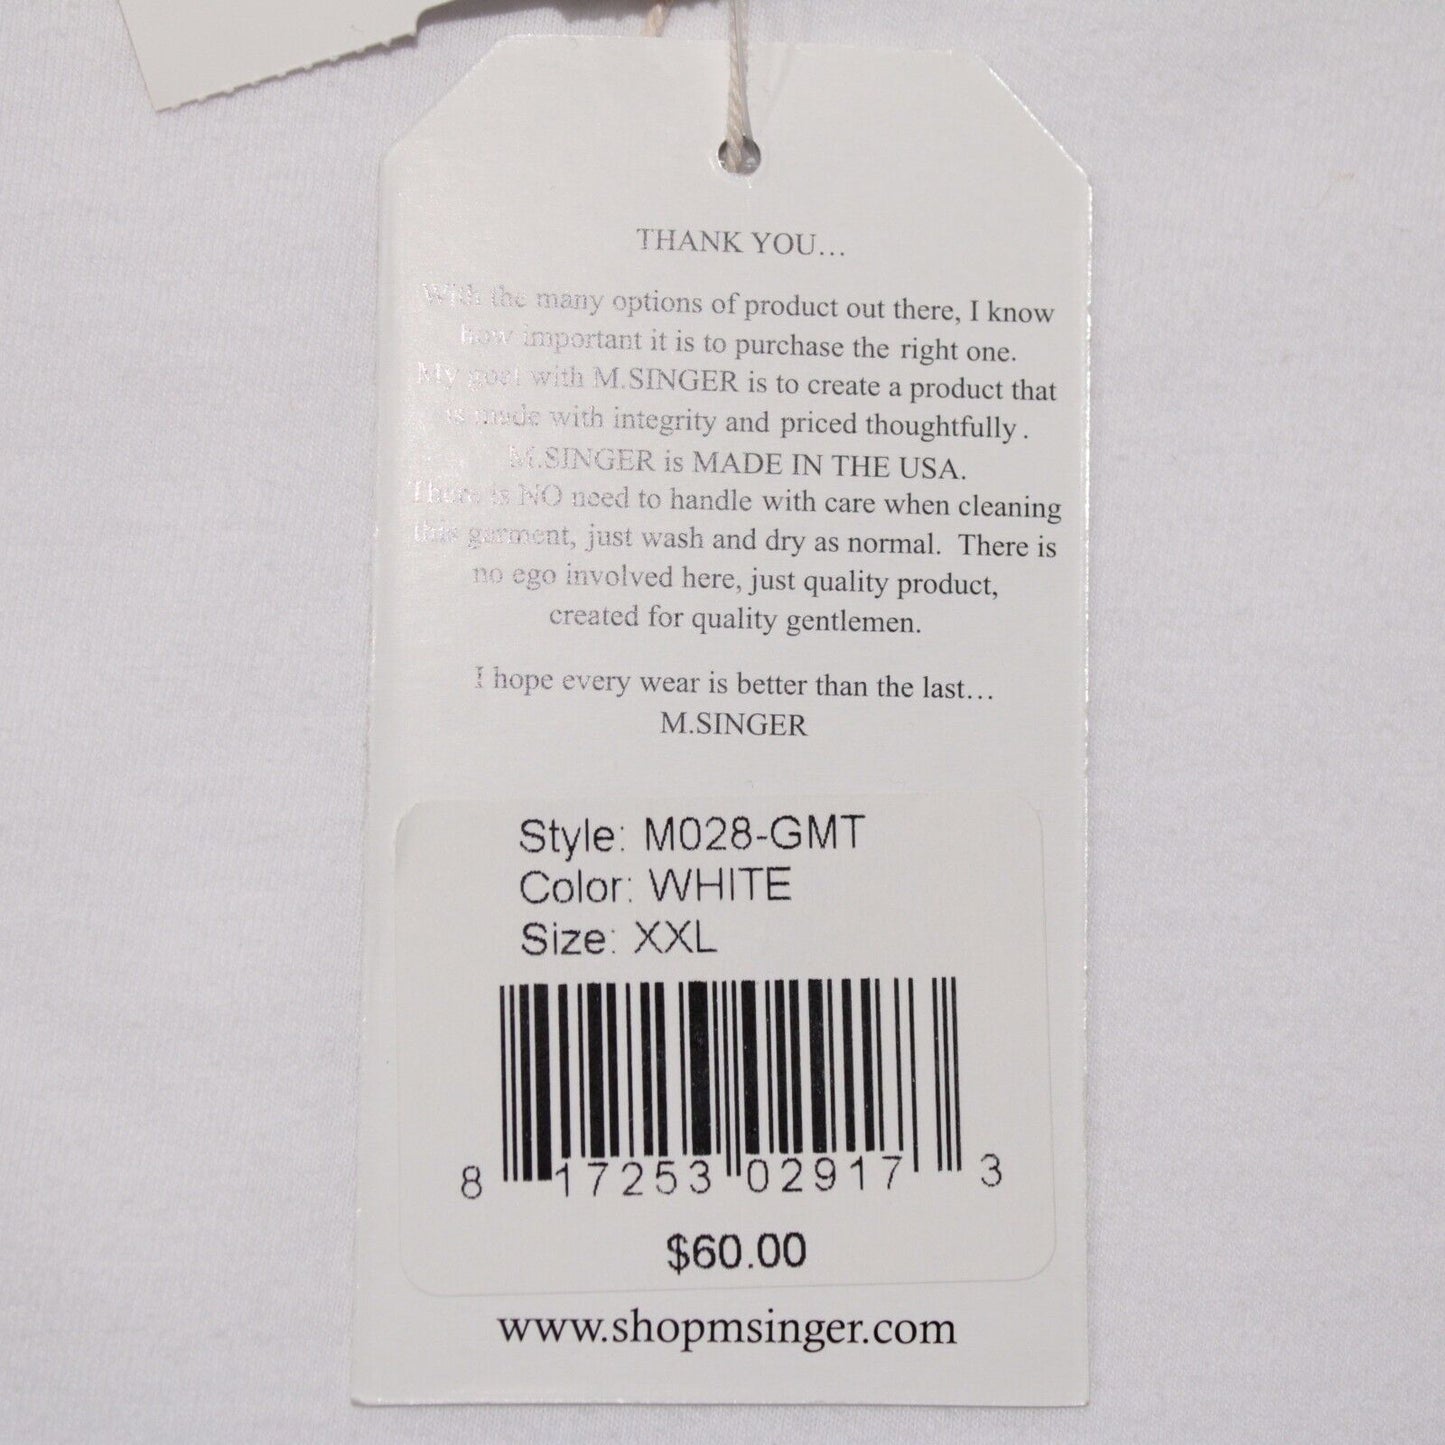 THANK YOU...
With the many options of product out there, I know
how important it is to purchase the right one.
My goal with M.SINGER is to create a product that
is made with integrity and priced thoughtfully .
M.SINGER is MADE IN THE USA.
There is NO need to handle with care when cleaning
this garment, just wash and dry as normal. There is
no ego involved here, just quality product,
created for quality gentlemen.
I hope every wear is better than the last...
M.SINGER
Style: M028-GMT
Color: WHITE
Size: XXL
8 17253 02917 3
$60.00
www.shopmsinger.com